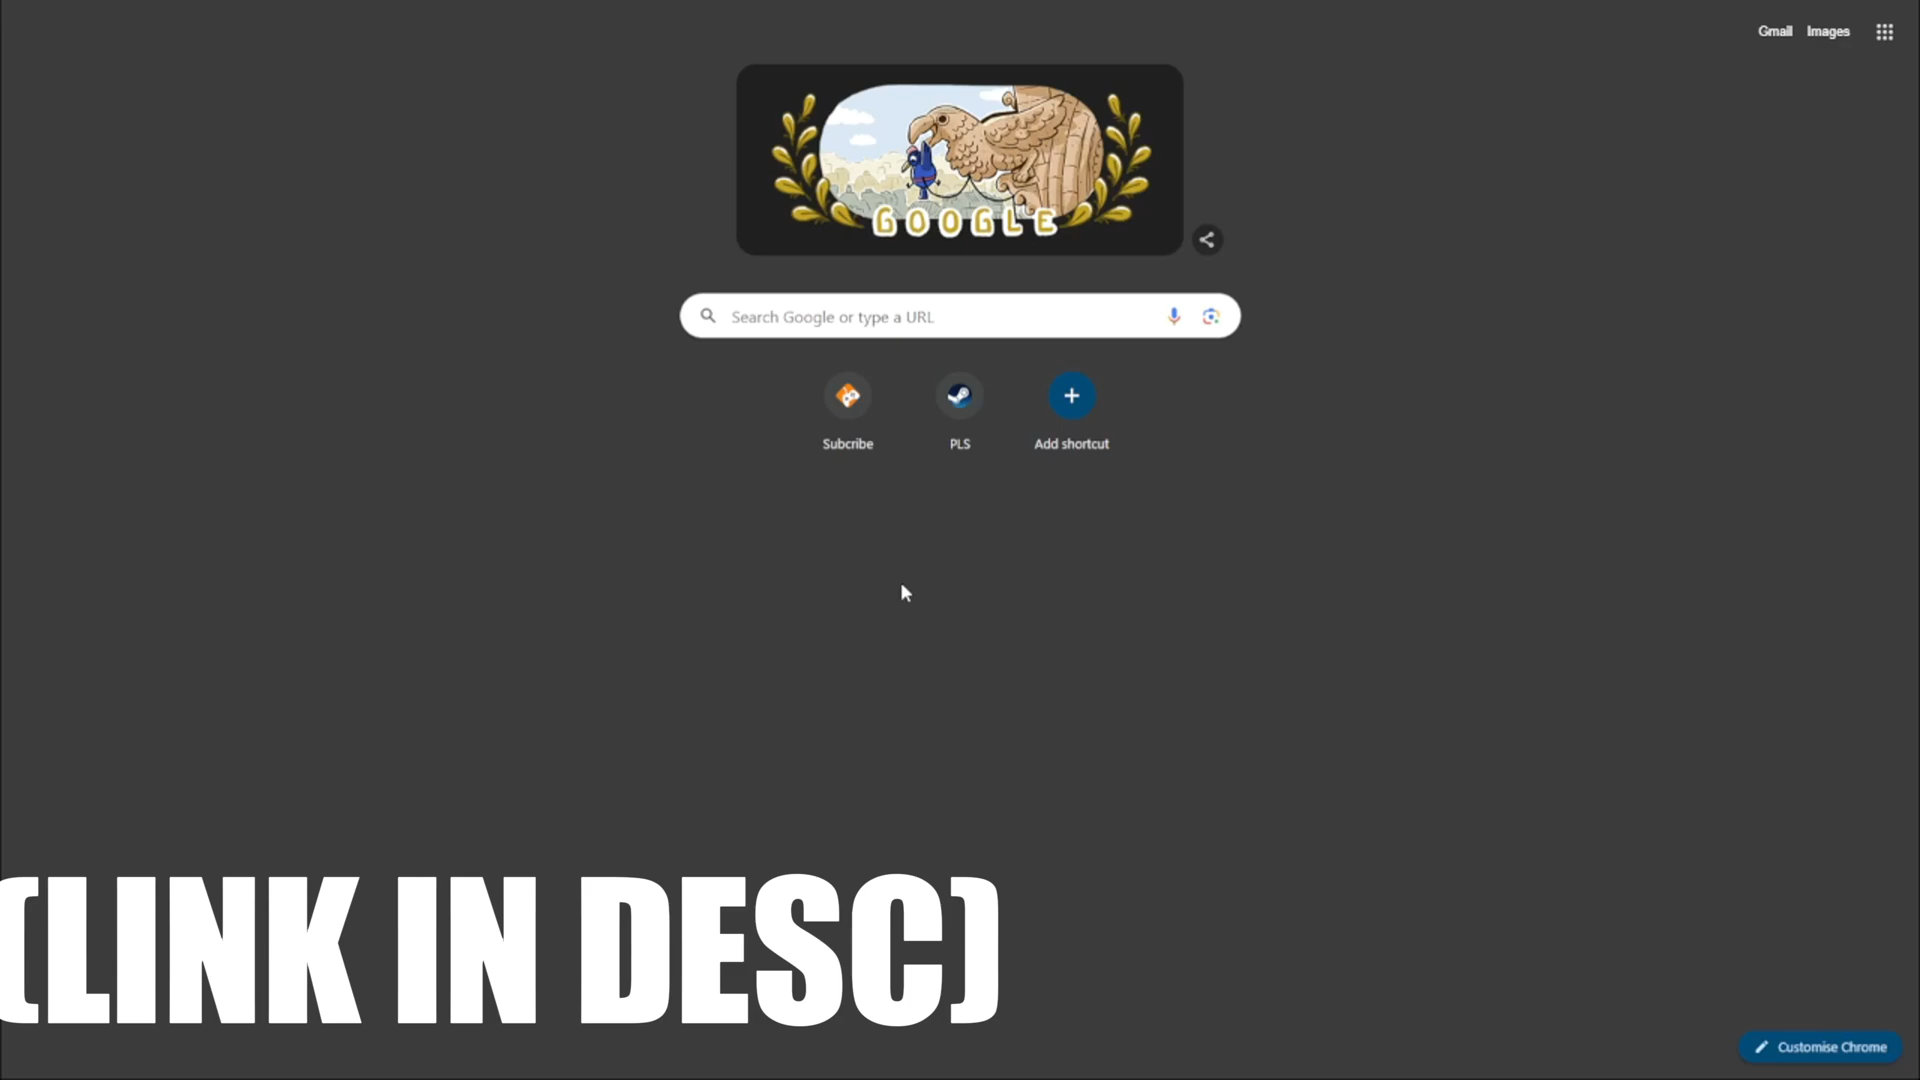 Gmail Images
GOOGLE
Search Google or type a URL
Subcribe PLS Add shortcut
(LINK IN DESC)
Customise Chrome